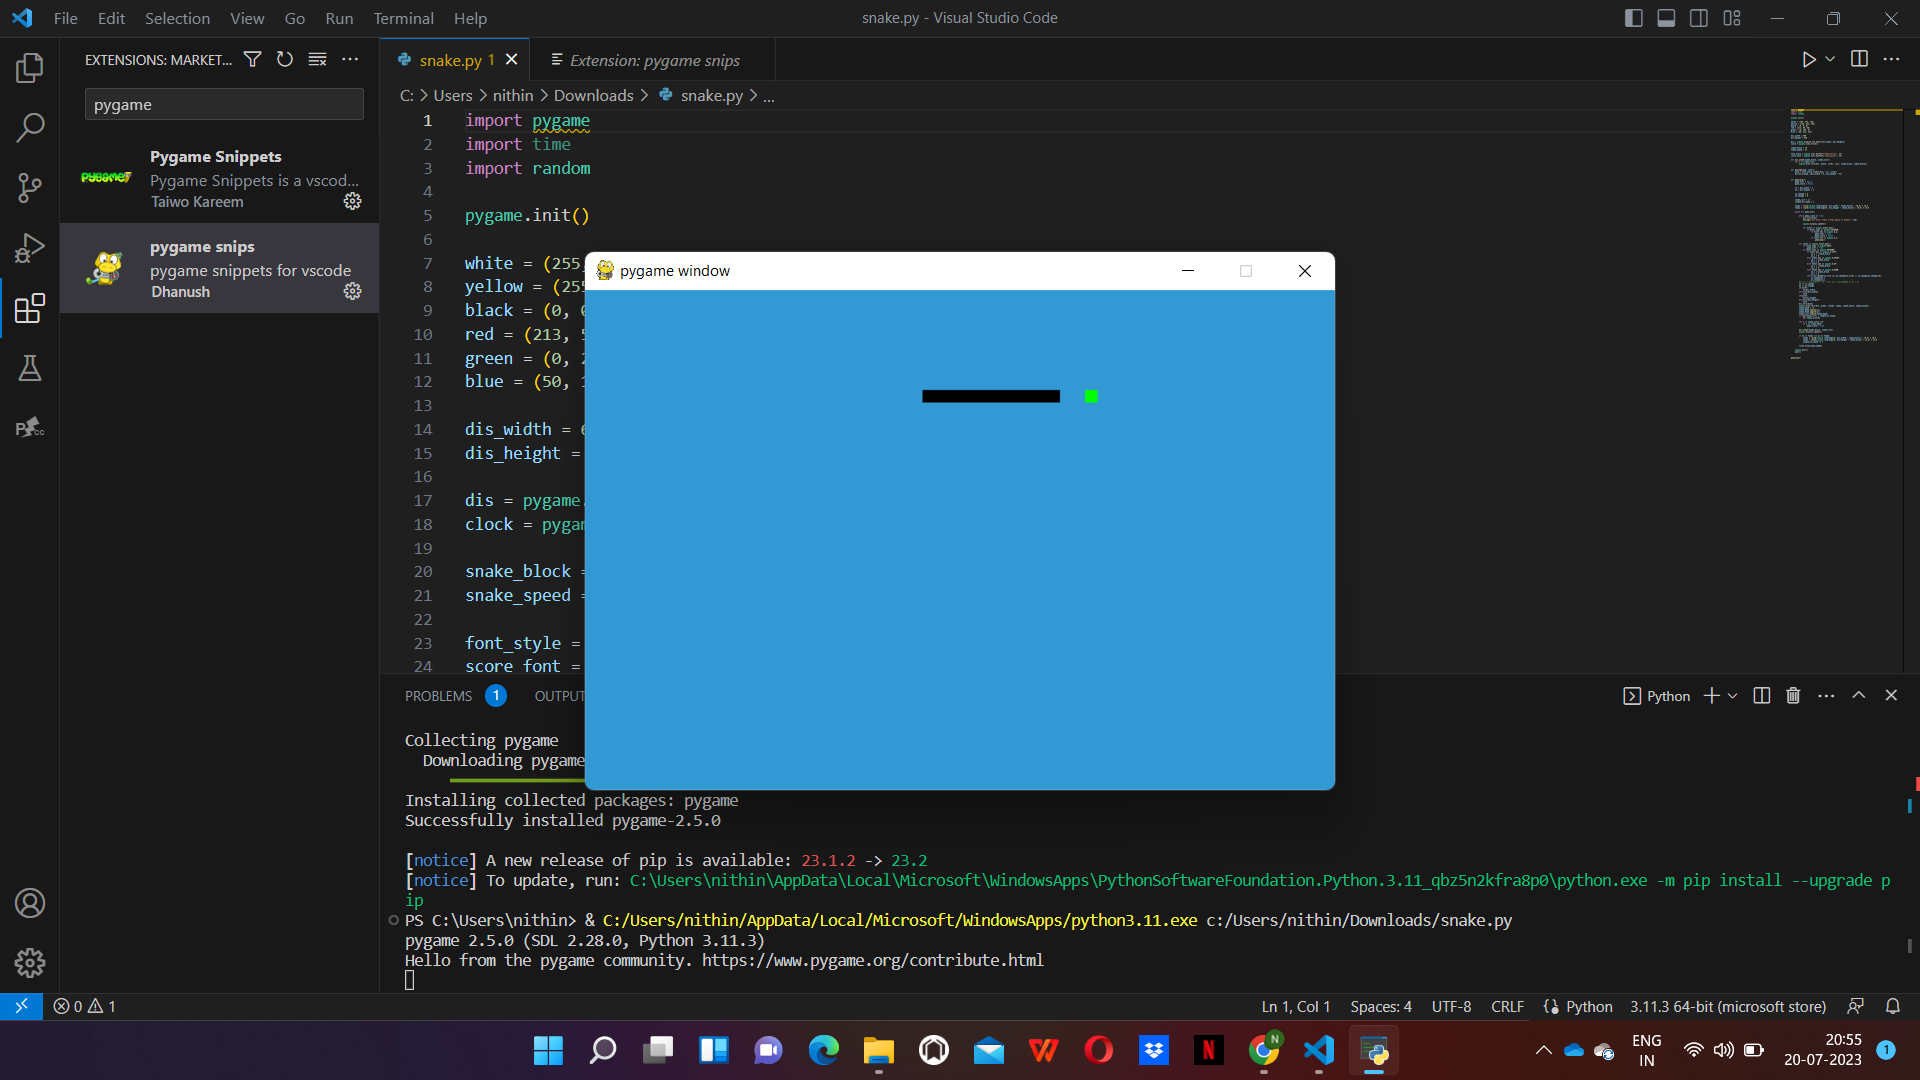 File Edit Selection View Go Run Terminal Help
snake.py - Visual Studio Code
EXTENSIONS: MARKET...
pygame
Pygame Snippets
Pygame Snippets is a vscod...
Taiwo Kareem
pygame snips
pygame snippets for vscode
Dhanush
snake.py 1
Extension: pygame snips
C: > Users > nithin > Downloads > snake.py > ...
1 import pygame
2 import time
3 import random
4
5 pygame.init()
6
7 white = (255,
8 yellow = (255
9 black = (0, 0
10 red = (213, 5
11 green = (0, 2
12 blue = (50, 1
13
14 dis_width = 6
15 dis_height =
16
17 dis = pygame.
18 clock = pygam
19
20 snake_block =
21 snake_speed =
22
23 font_style =
24 score_font =
pygame window
PROBLEMS 1 OUTPUT
Python
Collecting pygame
Downloading pygame
Installing collected packages: pygame
Successfully installed pygame-2.5.0
[notice] A new release of pip is available: 23.1.2 -> 23.2
[notice] To update, run: C:\Users\nithin\AppData\Local\Microsoft\WindowsApps\PythonSoftwareFoundation.Python.3.11_qbz5n2kfra8p0\python.exe -m pip install --upgrade p
ip
PS C:\Users\nithin> & C:/Users/nithin/AppData/Local/Microsoft/WindowsApps/python3.11.exe c:/Users/nithin/Downloads/snake.py
pygame 2.5.0 (SDL 2.28.0, Python 3.11.3)
Hello from the pygame community. https://www.pygame.org/contribute.html
0 1
Ln 1, Col 1 Spaces: 4 UTF-8 CRLF Python 3.11.3 64-bit (microsoft store)
ENG
IN
20:55
20-07-2023
1